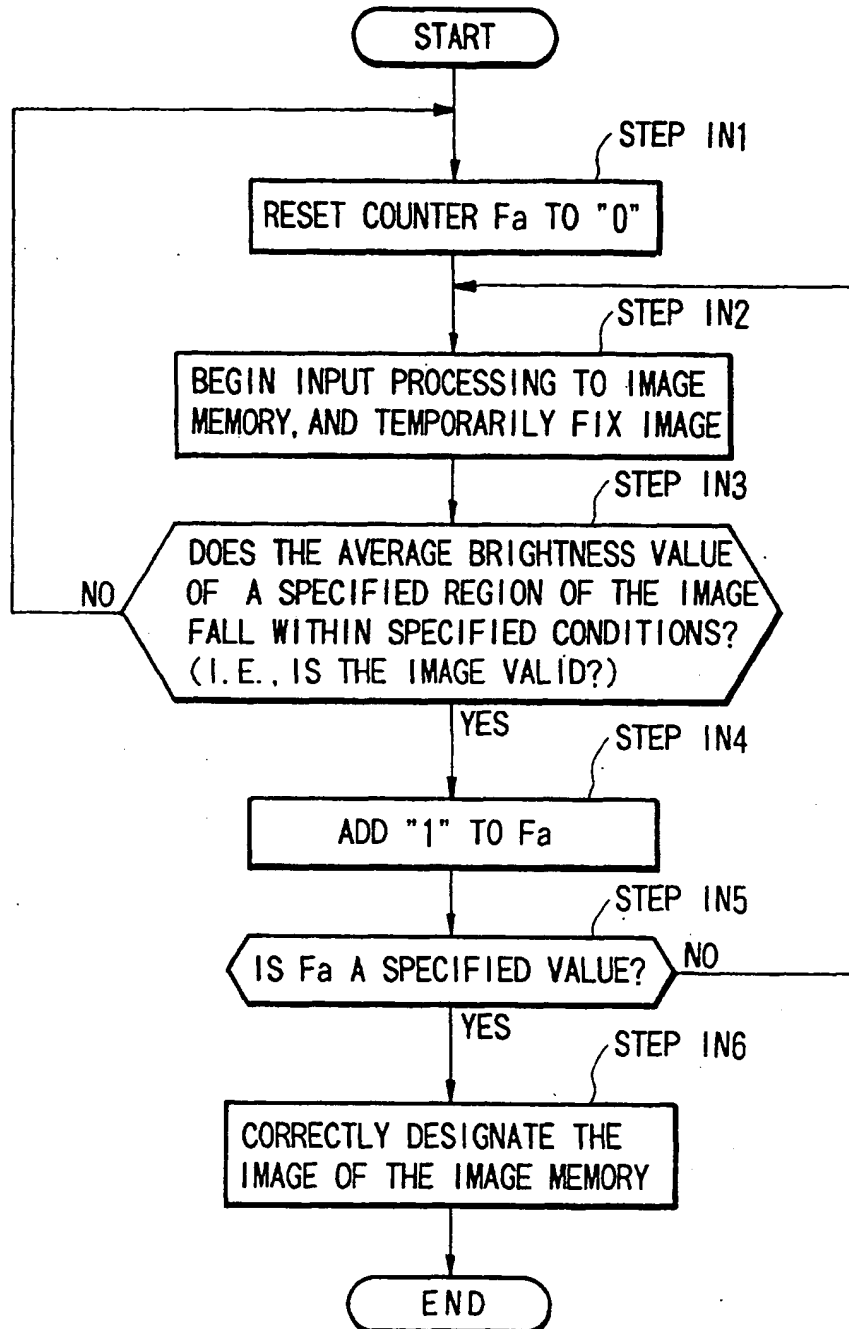 START
STEP IN1
RESET COUNTER Fa TO "0"
STEP IN2
BEGIN INPUT PROCESSING TO IMAGE
MEMORY, AND TEMPORARILY FIX IMAGE
STEP IN3
DOES THE AVERAGE BRIGHTNESS VALUE
OF A SPECIFIED REGION OF THE IMAGE
FALL WITHIN SPECIFIED CONDITIONS?
(I.E., IS THE IMAGE VALID?)
NO
YES
STEP IN4
ADD "1" TO Fa
STEP IN5
IS Fa A SPECIFIED VALUE?
NO
YES
STEP IN6
CORRECTLY DESIGNATE THE
IMAGE OF THE IMAGE MEMORY
END